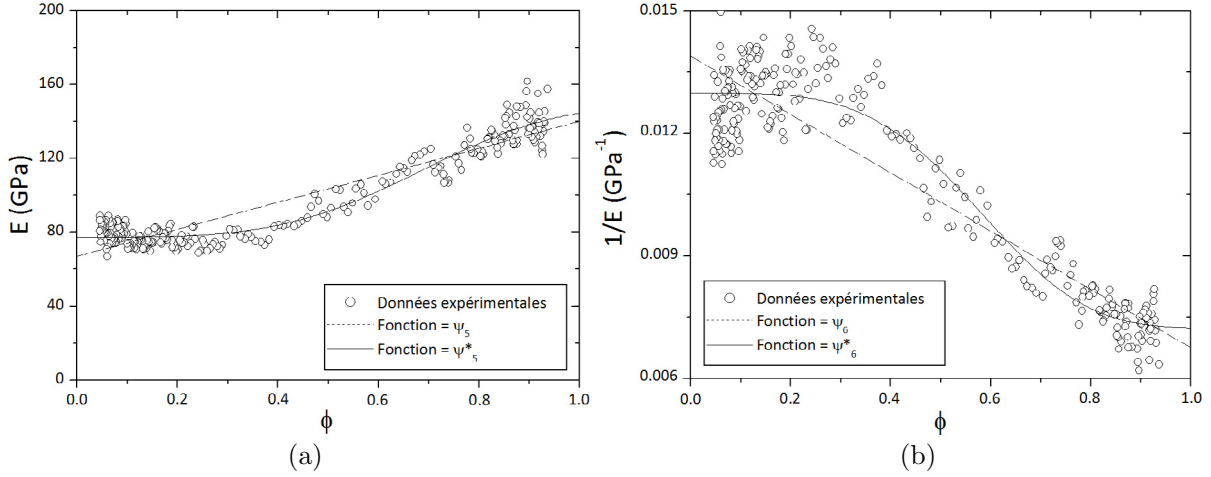 200
160
120
80
40
0
E (GPa)
0.0 0.2 0.4 0.6 0.8 1.0
ϕ
Données expérimentales
Fonction = ψ₅
Fonction = ψ*₅
(a)
0.015
0.012
0.009
0.006
1/E (GPa⁻¹)
0.0 0.2 0.4 0.6 0.8 1.0
ϕ
Données expérimentales
Fonction = ψ₆
Fonction = ψ*₆
(b)